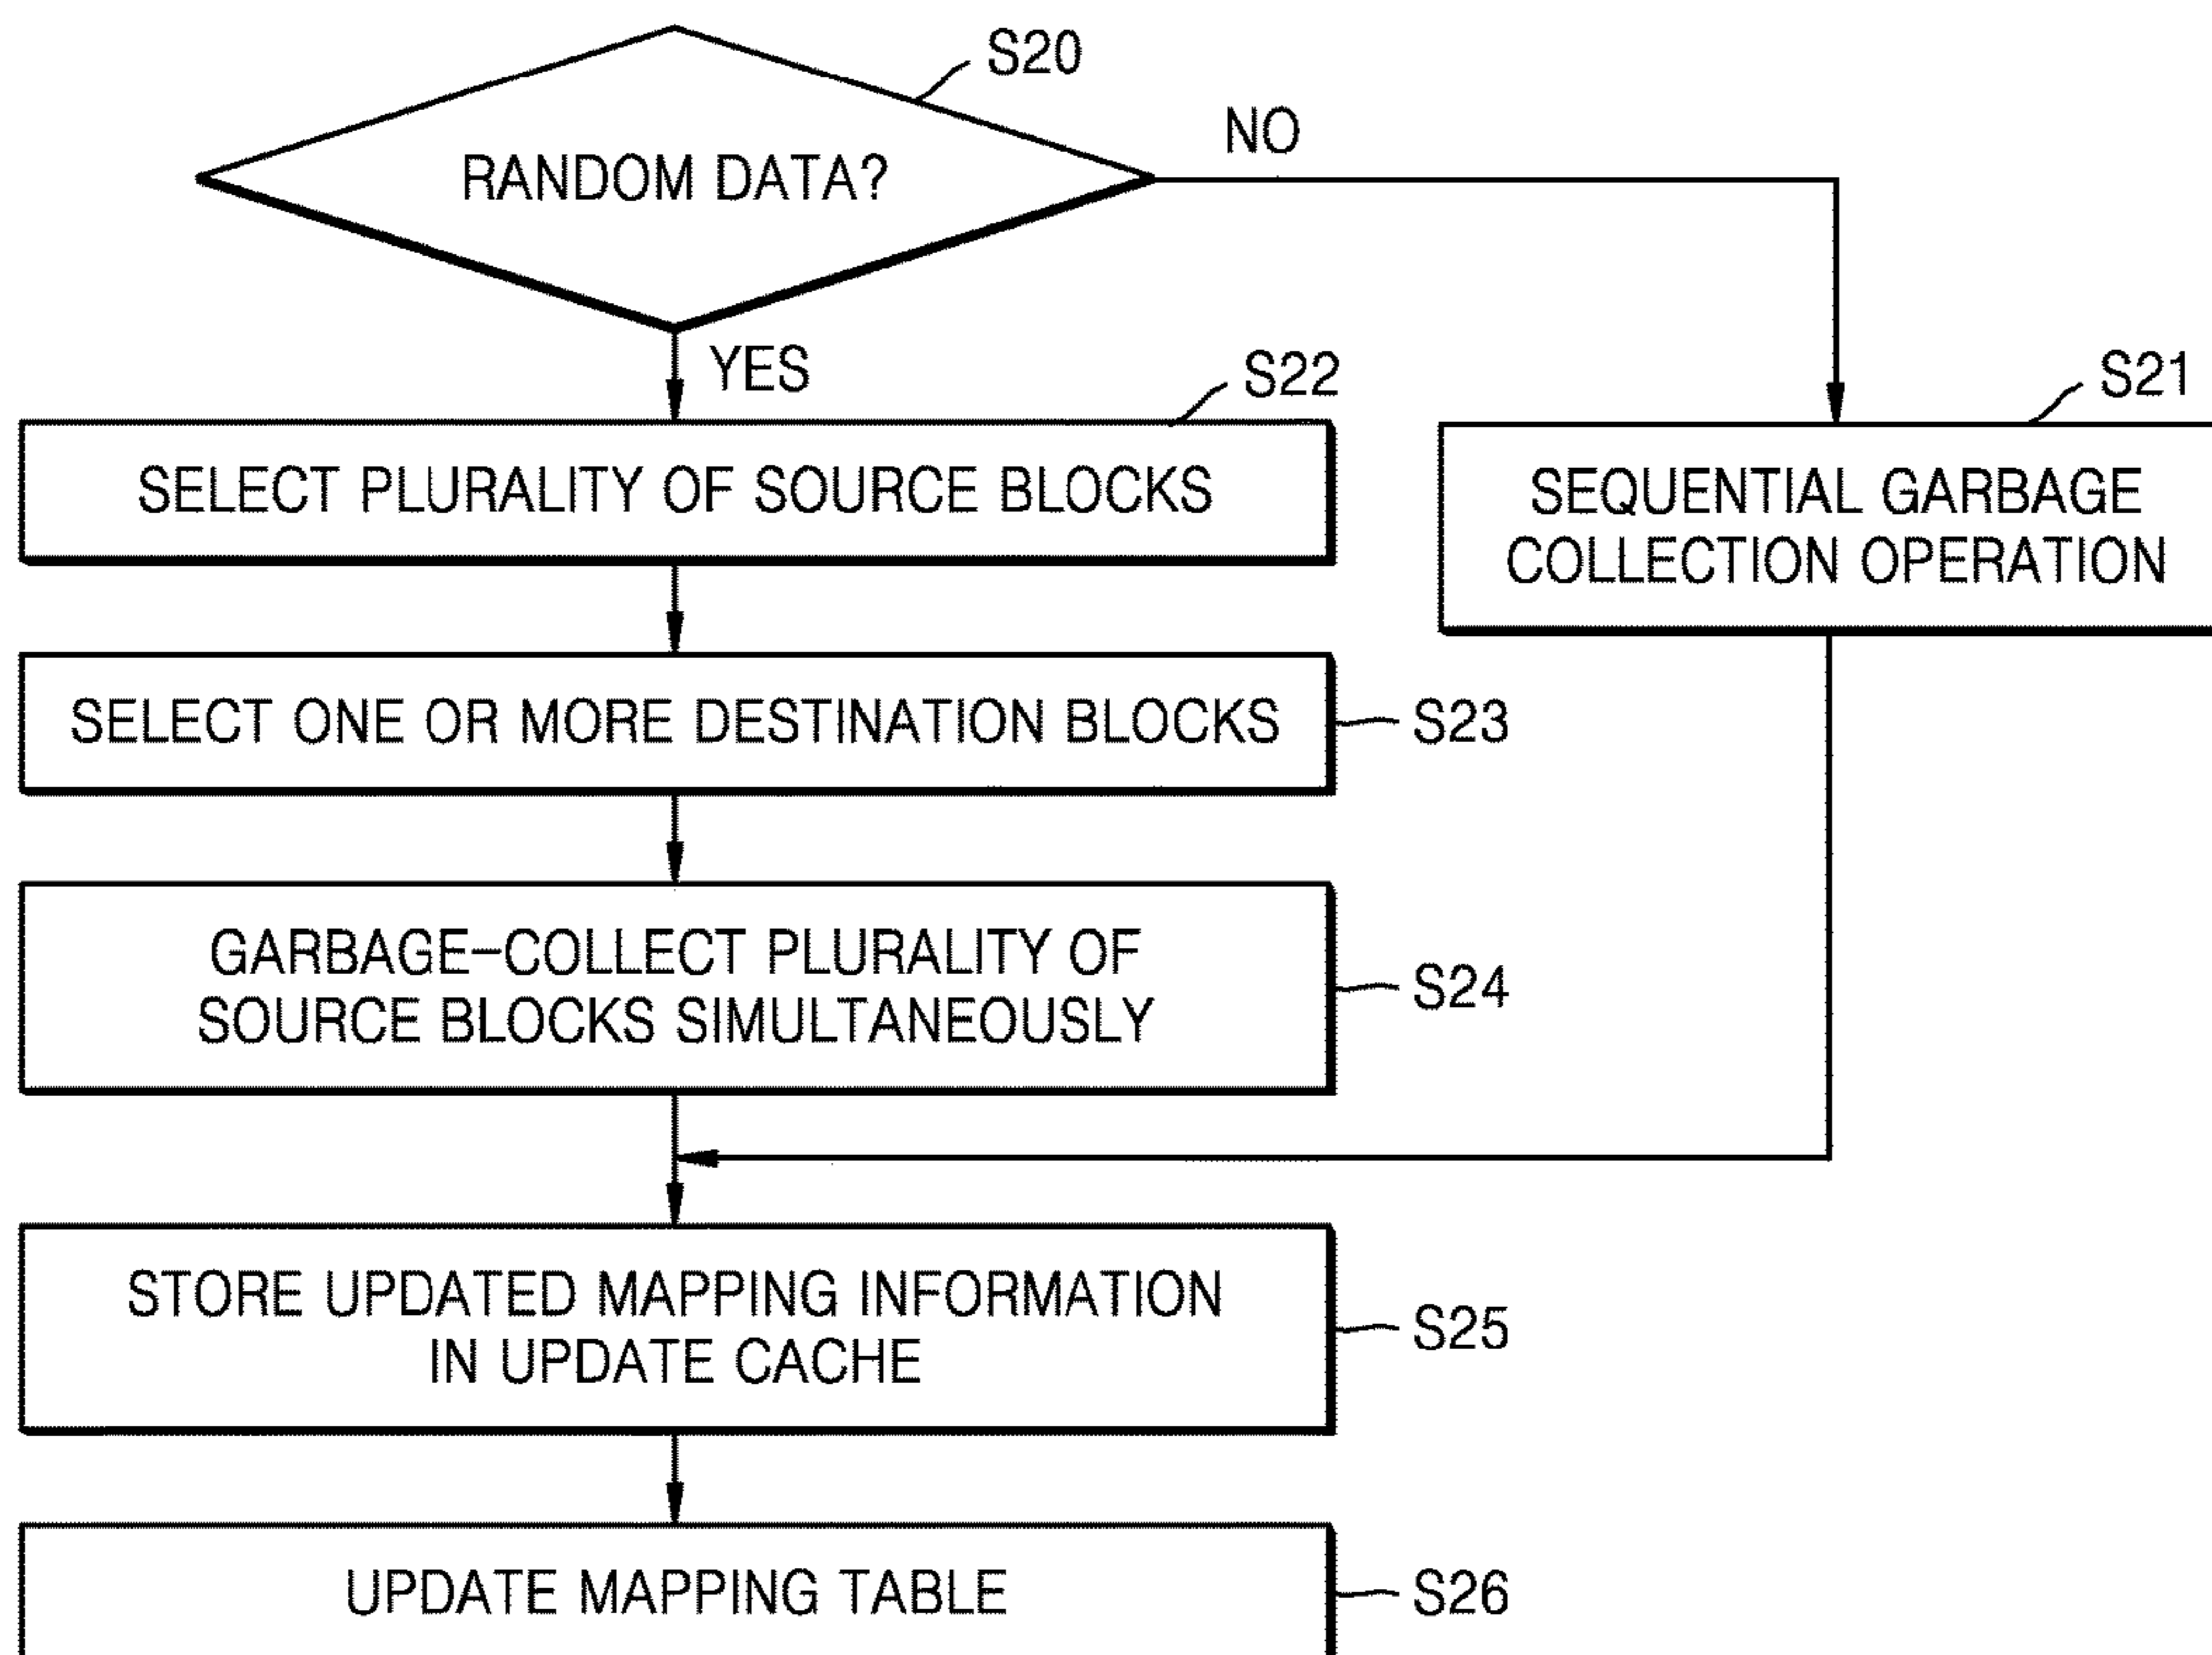 S20
RANDOM DATA?
NO
YES
S22
S21
SELECT PLURALITY OF SOURCE BLOCKS
SEQUENTIAL GARBAGE
COLLECTION OPERATION
SELECT ONE OR MORE DESTINATION BLOCKS
S23
GARBAGE-COLLECT PLURALITY OF
SOURCE BLOCKS SIMULTANEOUSLY
S24
STORE UPDATED MAPPING INFORMATION
IN UPDATE CACHE
S25
UPDATE MAPPING TABLE
S26